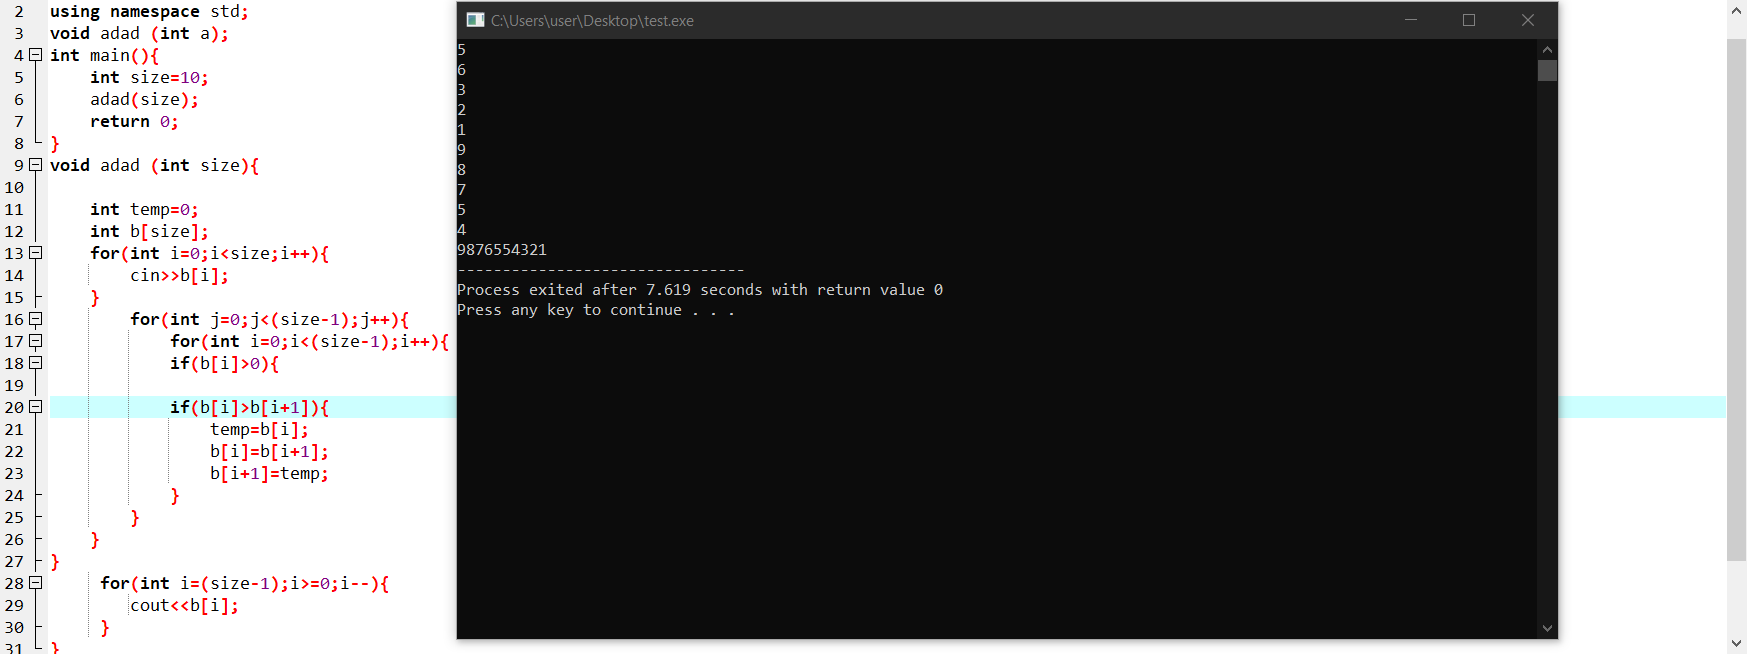 2 using namespace std;
3 void adad (int a);
4 int main(){
5     int size=10;
6     adad(size);
7     return 0;
8 }
9 void adad (int size){
10
11     int temp=0;
12     int b[size];
13     for(int i=0;i<size;i++){
14         cin>>b[i];
15     }
16         for(int j=0;j<(size-1);j++){
17             for(int i=0;i<(size-1);i++){
18             if(b[i]>0){
19
20             if(b[i]>b[i+1]){
21                 temp=b[i];
22                 b[i]=b[i+1];
23                 b[i+1]=temp;
24             }
25         }
26     }
27 }
28      for(int i=(size-1);i>=0;i--){
29         cout<<b[i];
30      }
31 }
C:\Users\user\Desktop\test.exe
5
6
3
2
1
9
8
7
5
4
9876554321
--------------------------------
Process exited after 7.619 seconds with return value 0
Press any key to continue . . .